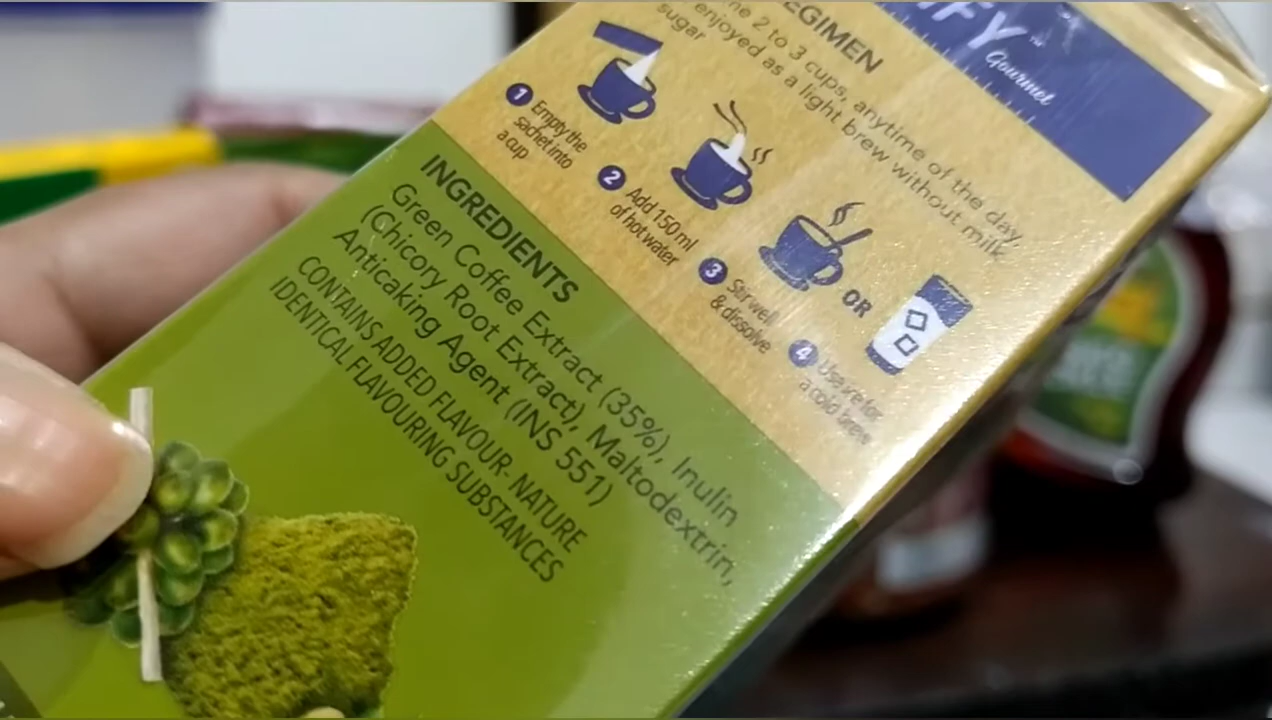 Gourmet
EGIMEN
2 to 3 cups, anytime of the day,
enjoyed as a light brew without milk
sugar
1 Empty the
sachet into
a cup
2 Add 150 ml
of hot water
3 Stir well
& dissolve
OR
4 Use ice for
a cold brew
INGREDIENTS
Green Coffee Extract (35%), Inulin
(Chicory Root Extract), Maltodextrin,
Anticaking Agent (INS 551)
CONTAINS ADDED FLAVOUR- NATURE
IDENTICAL FLAVOURING SUBSTANCES